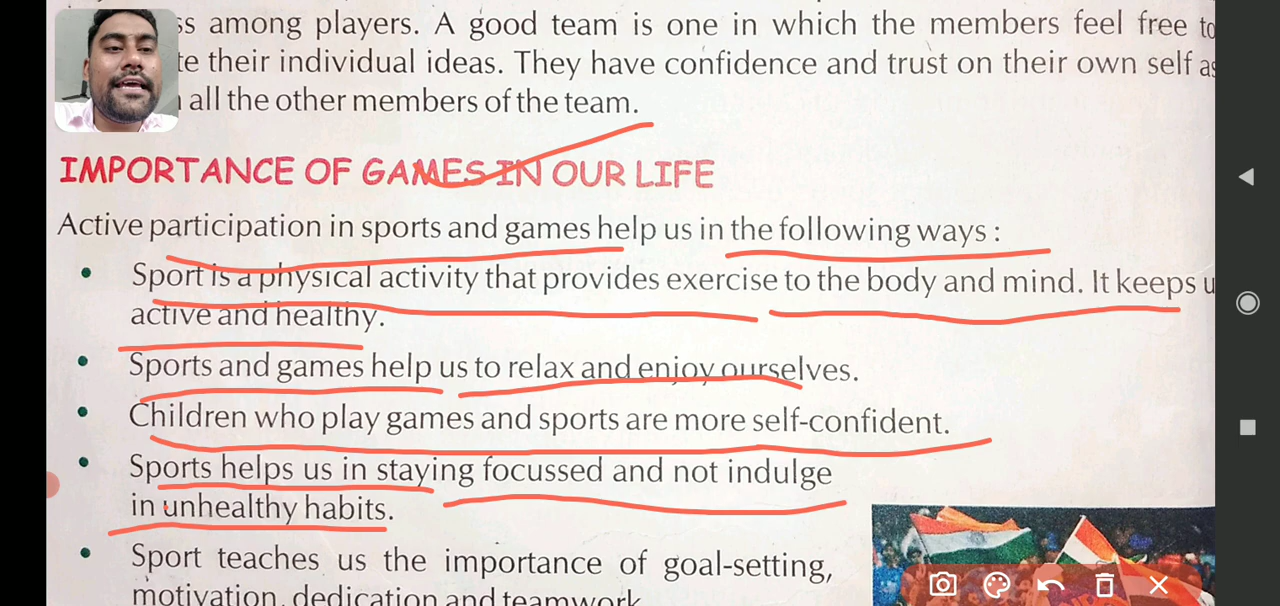 ss among players. A good team is one in which the members feel free to
te their individual ideas. They have confidence and trust on their own self as
all the other members of the team.
IMPORTANCE OF GAMES IN OUR LIFE
Active participation in sports and games help us in the following ways :
• Sport is a physical activity that provides exercise to the body and mind. It keeps u
active and healthy.
• Sports and games help us to relax and enjoy ourselves.
• Children who play games and sports are more self-confident.
• Sports helps us in staying focussed and not indulge
in unhealthy habits.
• Sport teaches us the importance of goal-setting,
motivation, dedication and teamwork